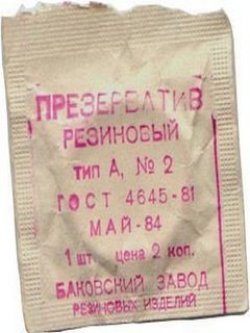 ПРЕЗЕРВАТИВ
РЕЗИНОВЫЙ
ТИП А, № 2
ГОСТ 4645-81
МАЙ-84
1 шт. цена 2 коп.
БАКОВСКИЙ ЗАВОД
РЕЗИНОВЫХ ИЗДЕЛИЙ